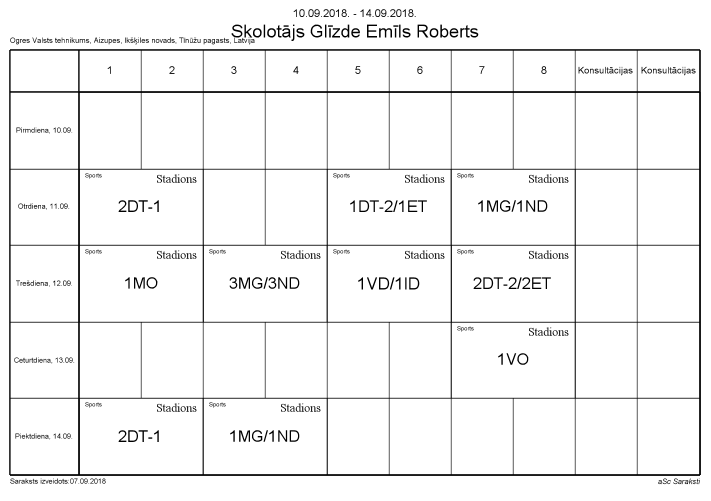 10.09.2018. - 14.09.2018.
Skolotājs Glīzde Emīls Roberts
Ogres Valsts tehnikums, Aizupes, Ikšķiles novads, Tīnūžu pagasts, Latvija
1 2 3 4 5 6 7 8 Konsultācijas Konsultācijas
Pirmdiena, 10.09.
Sports Stadions Sports Stadions Sports Stadions
Otrdiena, 11.09. 2DT-1 1DT-2/1ET 1MG/1ND
Sports Stadions Sports Stadions Sports Stadions Sports Stadions
Trešdiena, 12.09. 1MO 3MG/3ND 1VD/1ID 2DT-2/2ET
Sports Stadions
Ceturtdiena, 13.09. 1VO
Sports Stadions Sports Stadions
Piektdiena, 14.09. 2DT-1 1MG/1ND
Saraksts izveidots:07.09.2018 aSc Saraksti